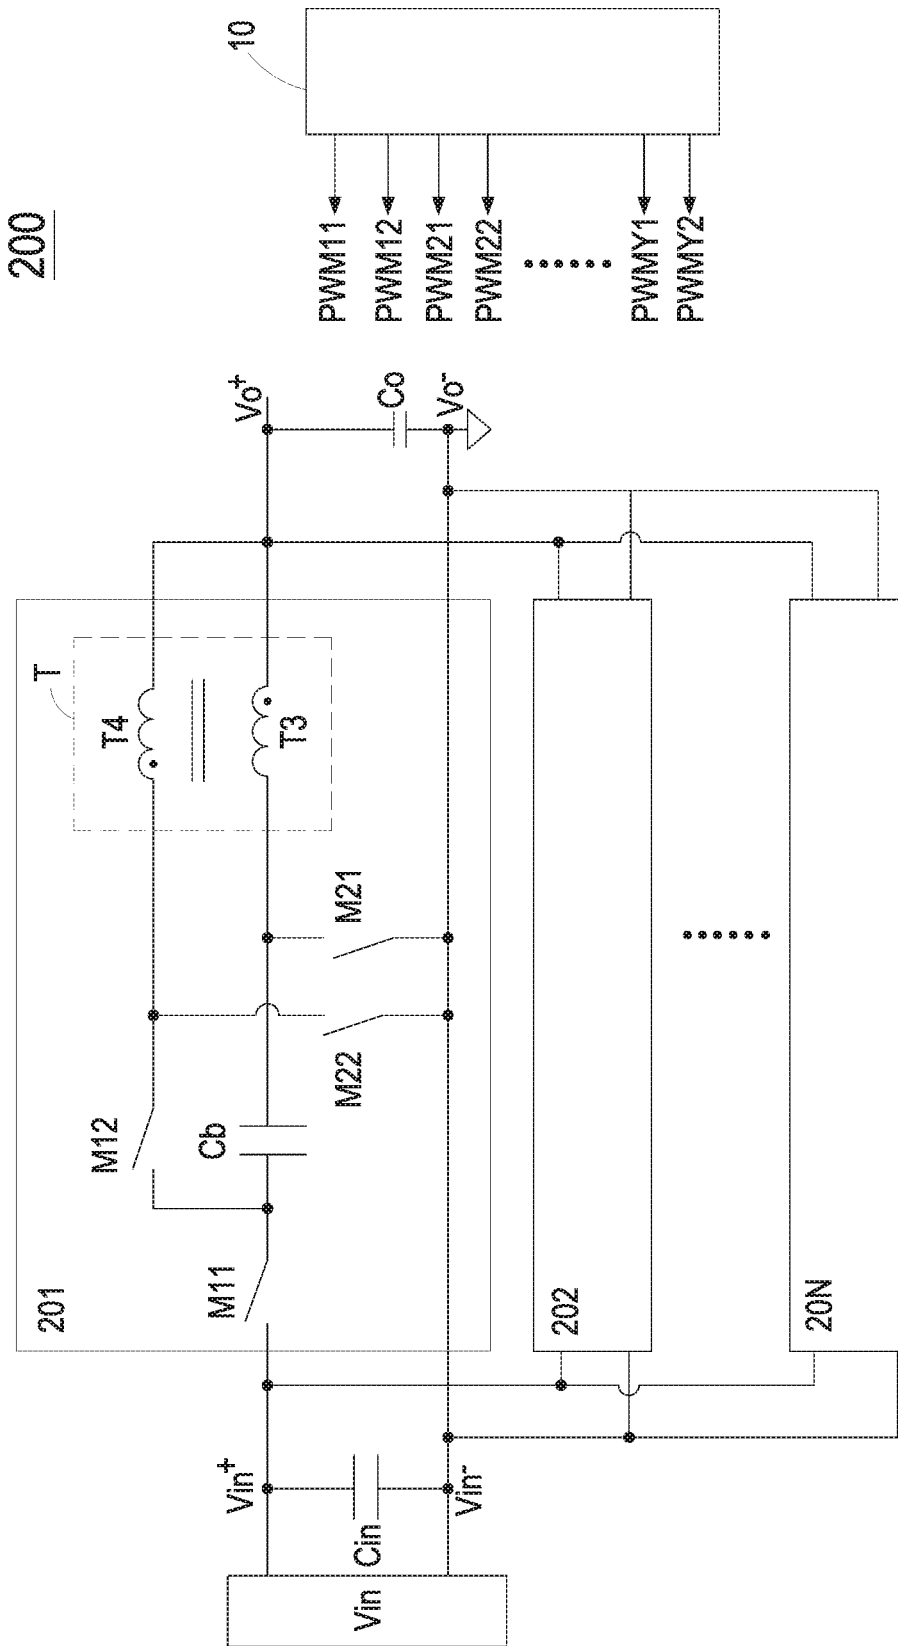 200
10
PWM11
PWM12
PWM21
PWM22
PWMY1
PWMY2
201
M11
M12
Cb
M22
M21
T
T4
T3
Vin
Vin+
Cin
Vin-
Vo+
Co
Vo-
202
20N